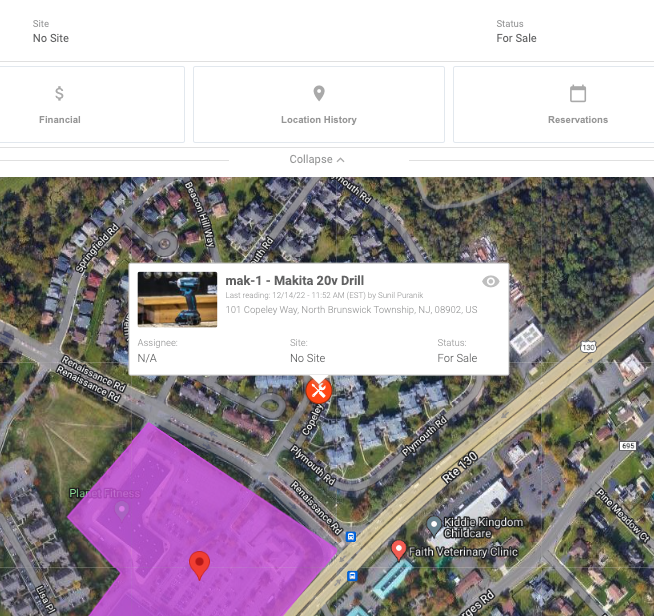 Site
No Site
Status
For Sale
Financial
Location History
Reservations
Collapse
Plymouth Rd
Beacon Hill Way
Springfield Rd
mak-1 - Makita 20v Drill
Last reading: 12/14/22 - 11:52 AM (EST) by Sunil Puranik
101 Copeley Way, North Brunswick Township, NJ, 08902, US
Assignee:
N/A
Site:
No Site
Status:
For Sale
130
Renaissance Rd
Renaissance Rd
Copeley
Plymouth Rd
Plymouth Rd
Rte 130
695
Renaissance Rd
Planet Fitness
Pine Meadow Ct
Kiddie Kingdom
Childcare
Faith Veterinary Clinic
Lisa Pl
ges Rd